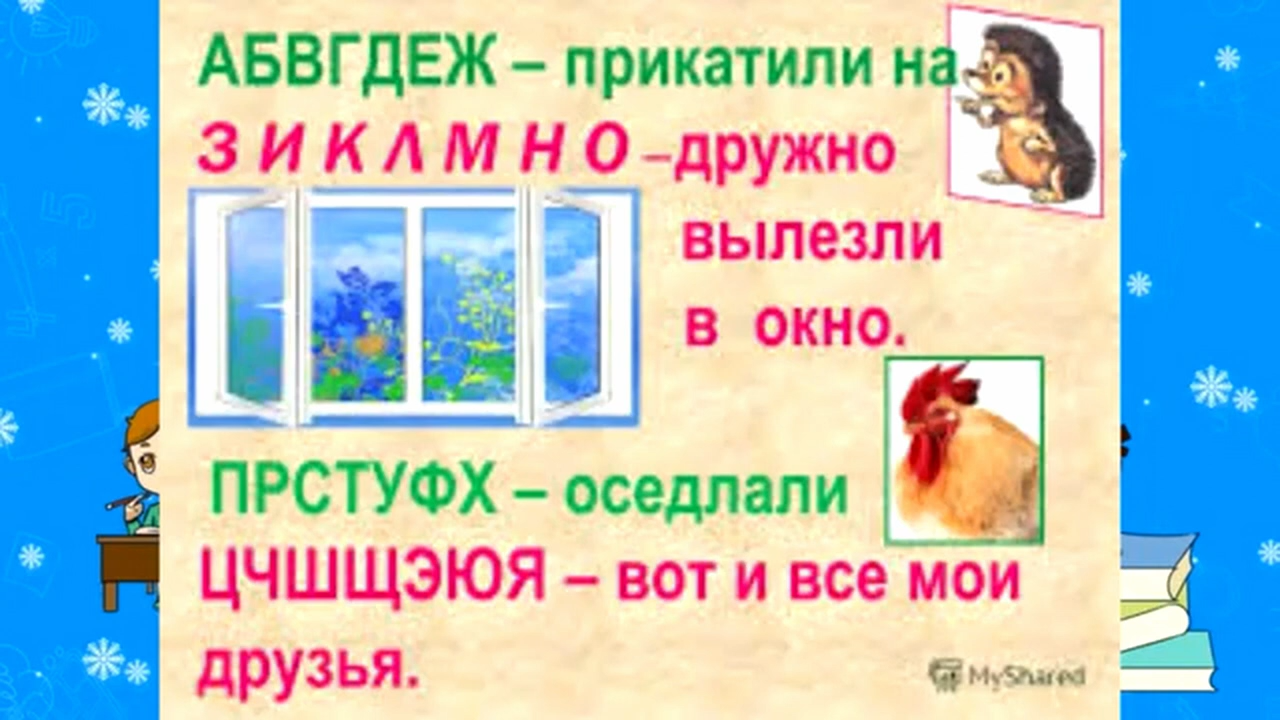 АБВГДЕЖ – прикатили на
З И К Л М Н О –дружно
вылезли
в окно.
ПРСТУФХ – оседлали
ЦЧШЩЭЮЯ – вот и все мои
друзья.
MyShared